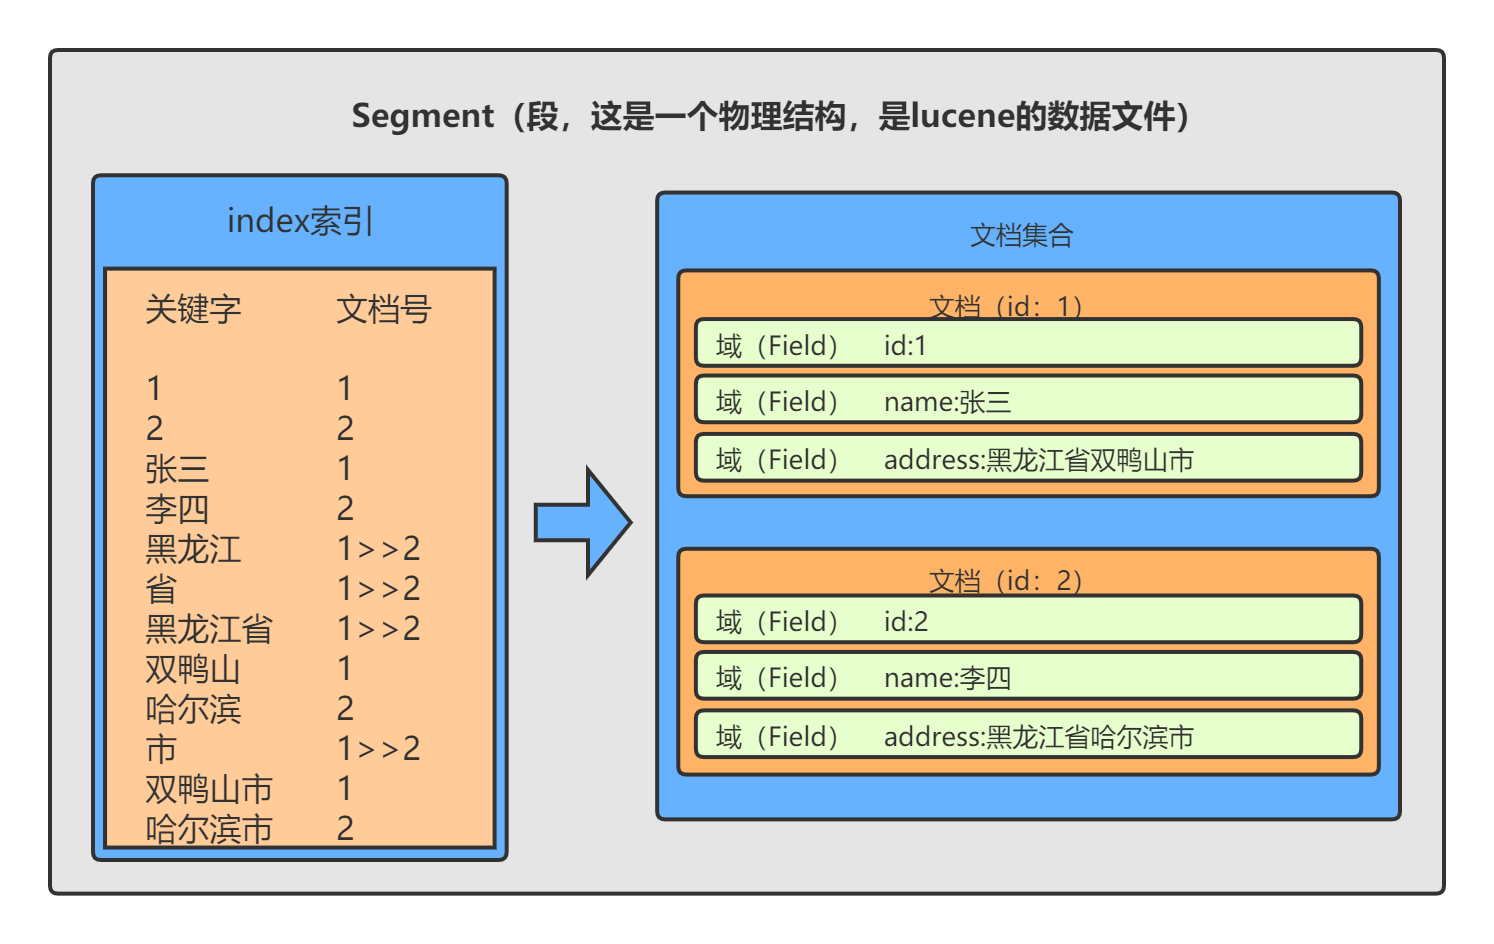 Segment（段，这是一个物理结构，是lucene的数据文件）
index索引
关键字 文档号
1 1
2 2
张三 1
李四 2
黑龙江 1>>2
省 1>>2
黑龙江省 1>>2
双鸭山 1
哈尔滨 2
市 1>>2
双鸭山市 1
哈尔滨市 2
文档集合
文档（id：1）
域（Field） id:1
域（Field） name:张三
域（Field） address:黑龙江省双鸭山市
文档（id：2）
域（Field） id:2
域（Field） name:李四
域（Field） address:黑龙江省哈尔滨市